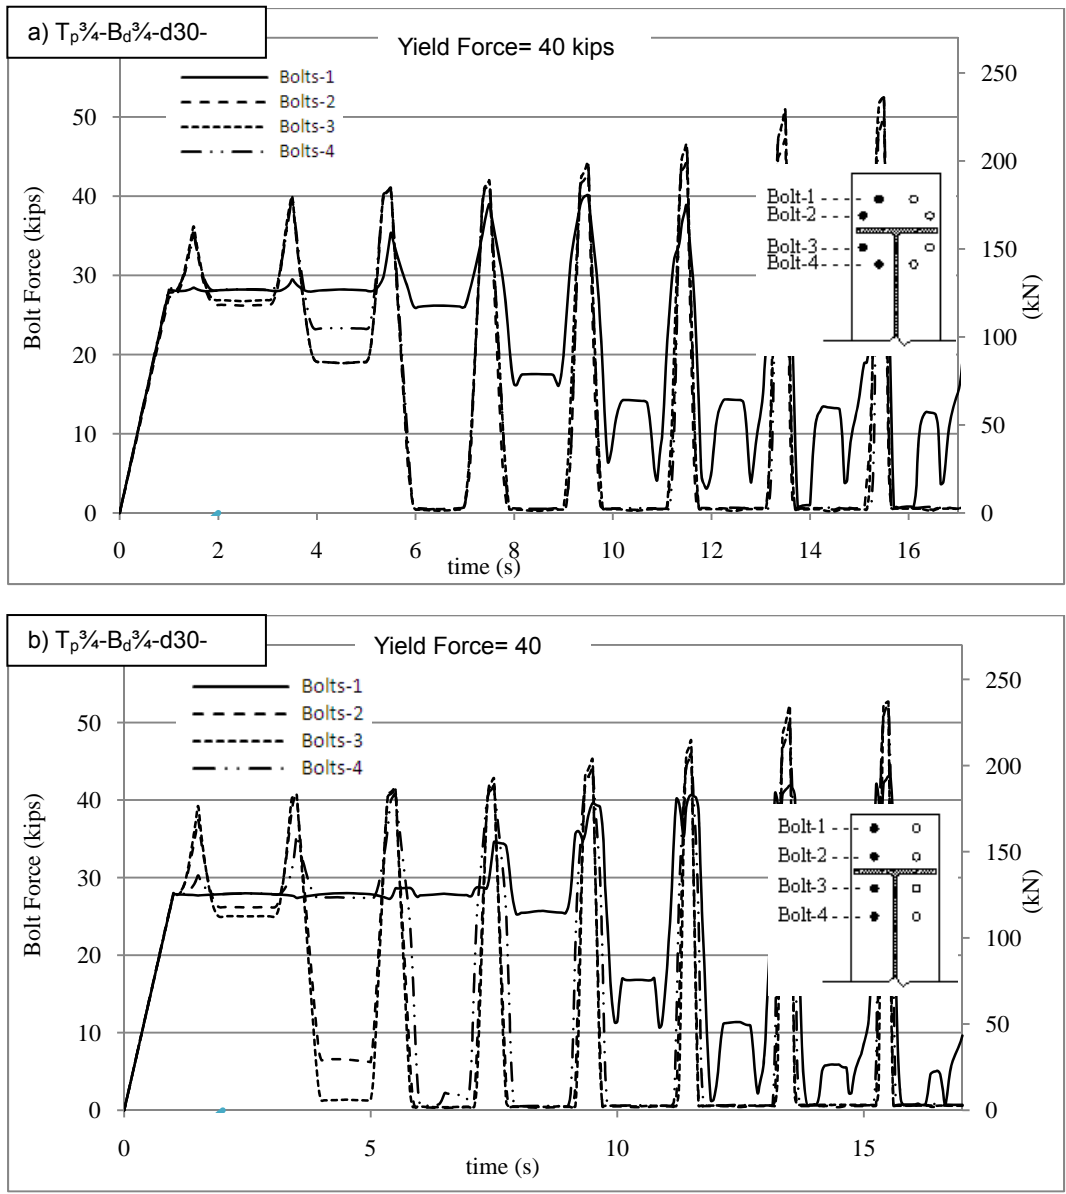 a) Tp¾-Bd¾-d30-
Yield Force= 40 kips
Bolts-1
Bolts-2
Bolts-3
Bolts-4
Bolt Force (kips)
50
40
30
20
10
0
250
200
150
100
50
0
(kN)
Bolt-1
Bolt-2
Bolt-3
Bolt-4
0 2 4 6 8 10 12 14 16
time (s)
b) Tp¾-Bd¾-d30-
Yield Force= 40
Bolts-1
Bolts-2
Bolts-3
Bolts-4
Bolt Force (kips)
50
40
30
20
10
0
250
200
150
100
50
0
(kN)
Bolt-1
Bolt-2
Bolt-3
Bolt-4
0 5 10 15
time (s)